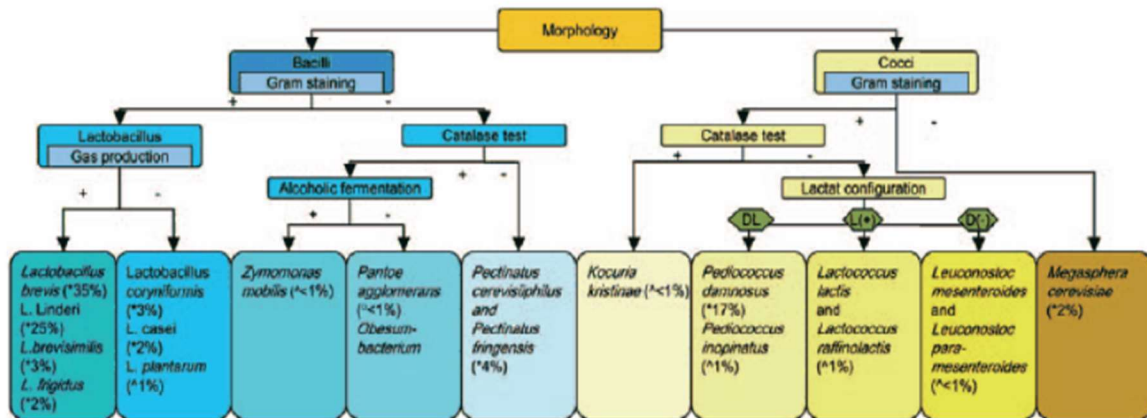 Morphology
Bacilli
Gram staining
Cocci
Gram staining
+ -
+ -
Lactobacillus
Gas production
Catalase test
Catalase test
+ -
+ -
+ -
Alcoholic fermentation
Lactat configuration
+ -
DL
L(+)
D(-)
Lactobacillus
brevis (*35%)
L. Linderi
(*25%
L.brevisimilis
(*3%)
L. frigidus
(*2%)
Lactobacillus
coryniformis
(*3%)
L. casei
(*2%)
L. plantarum
(^1%)
Zymomonas
mobilis (^<1%)
Pantoe
agglomerans
(<1%)
Obesum-
bacterium
Pectinatus
cerevisiiphilus
and
Pectinatus
fringensis
(*4%)
Kocuria
kristinae (^<1%)
Pediococcus
damnosus
(*17%)
Pediococcus
inopinatus
(^1%)
Lactococcus
lactis
and
Lactococcus
raffinolactis
(^1%)
Leuconostoc
mesenteroides
and
Leuconostoc
para-
mesenteroides
(^<1%)
Megasphera
cerevisiae
(*2%)